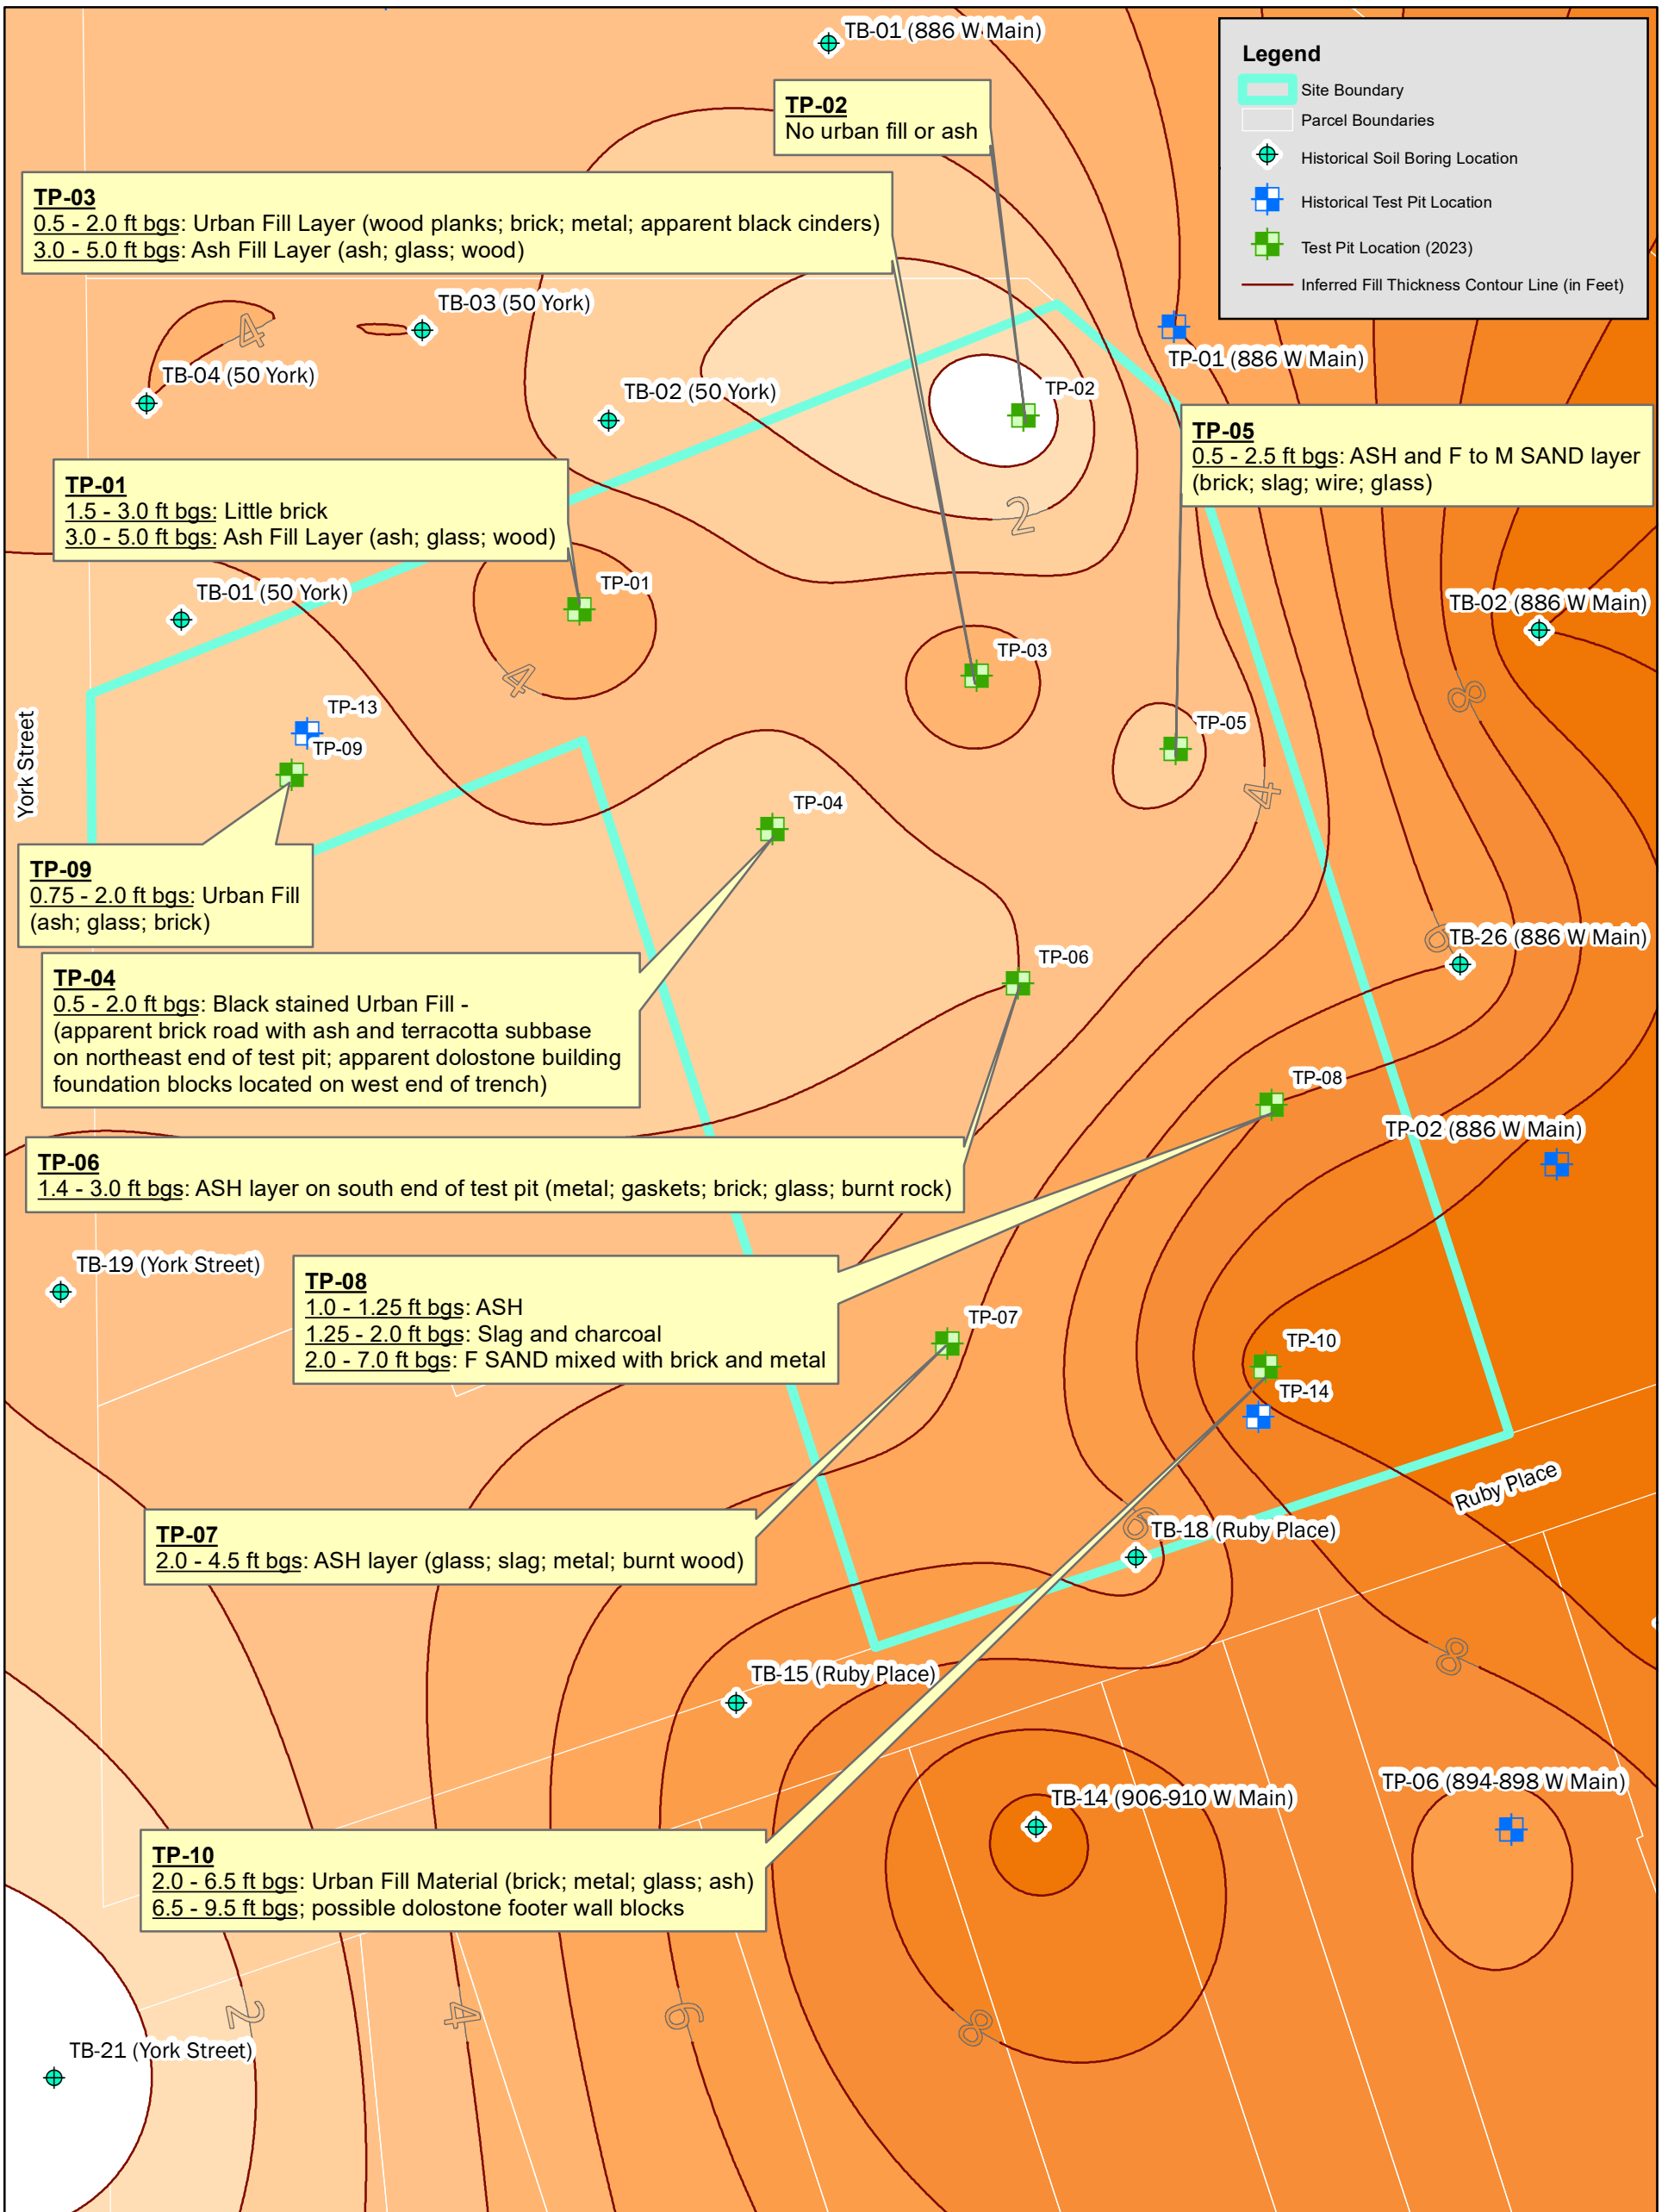 TB-01 (886 W Main)
Legend
Site Boundary
Parcel Boundaries
Historical Soil Boring Location
Historical Test Pit Location
Test Pit Location (2023)
Inferred Fill Thickness Contour Line (in Feet)
TP-02
No urban fill or ash
TP-03
0.5 - 2.0 ft bgs: Urban Fill Layer (wood planks; brick; metal; apparent black cinders)
3.0 - 5.0 ft bgs: Ash Fill Layer (ash; glass; wood)
TB-03 (50 York)
4
TB-04 (50 York)
TB-02 (50 York)
TP-02
TP-01 (886 W Main)
TP-05
0.5 - 2.5 ft bgs: ASH and F to M SAND layer
(brick; slag; wire; glass)
TP-01
1.5 - 3.0 ft bgs: Little brick
3.0 - 5.0 ft bgs: Ash Fill Layer (ash; glass; wood)
2
TB-01 (50 York)
TP-01
TB-02 (886 W Main)
4
TP-03
8
York Street
TP-13
TP-09
TP-05
4
TP-04
TP-09
0.75 - 2.0 ft bgs: Urban Fill
(ash; glass; brick)
6
TB-26 (886 W Main)
TP-06
TP-04
0.5 - 2.0 ft bgs: Black stained Urban Fill -
(apparent brick road with ash and terracotta subbase
on northeast end of test pit; apparent dolostone building
foundation blocks located on west end of trench)
TP-08
TP-02 (886 W Main)
TP-06
1.4 - 3.0 ft bgs: ASH layer on south end of test pit (metal; gaskets; brick; glass; burnt rock)
TB-19 (York Street)
TP-08
1.0 - 1.25 ft bgs: ASH
1.25 - 2.0 ft bgs: Slag and charcoal
2.0 - 7.0 ft bgs: F SAND mixed with brick and metal
TP-07
TP-10
TP-14
Ruby Place
TP-07
2.0 - 4.5 ft bgs: ASH layer (glass; slag; metal; burnt wood)
6
TB-18 (Ruby Place)
8
TB-15 (Ruby Place)
TB-14 (906-910 W Main)
TP-06 (894-898 W Main)
TP-10
2.0 - 6.5 ft bgs: Urban Fill Material (brick; metal; glass; ash)
6.5 - 9.5 ft bgs; possible dolostone footer wall blocks
2
4
6
8
TB-21 (York Street)